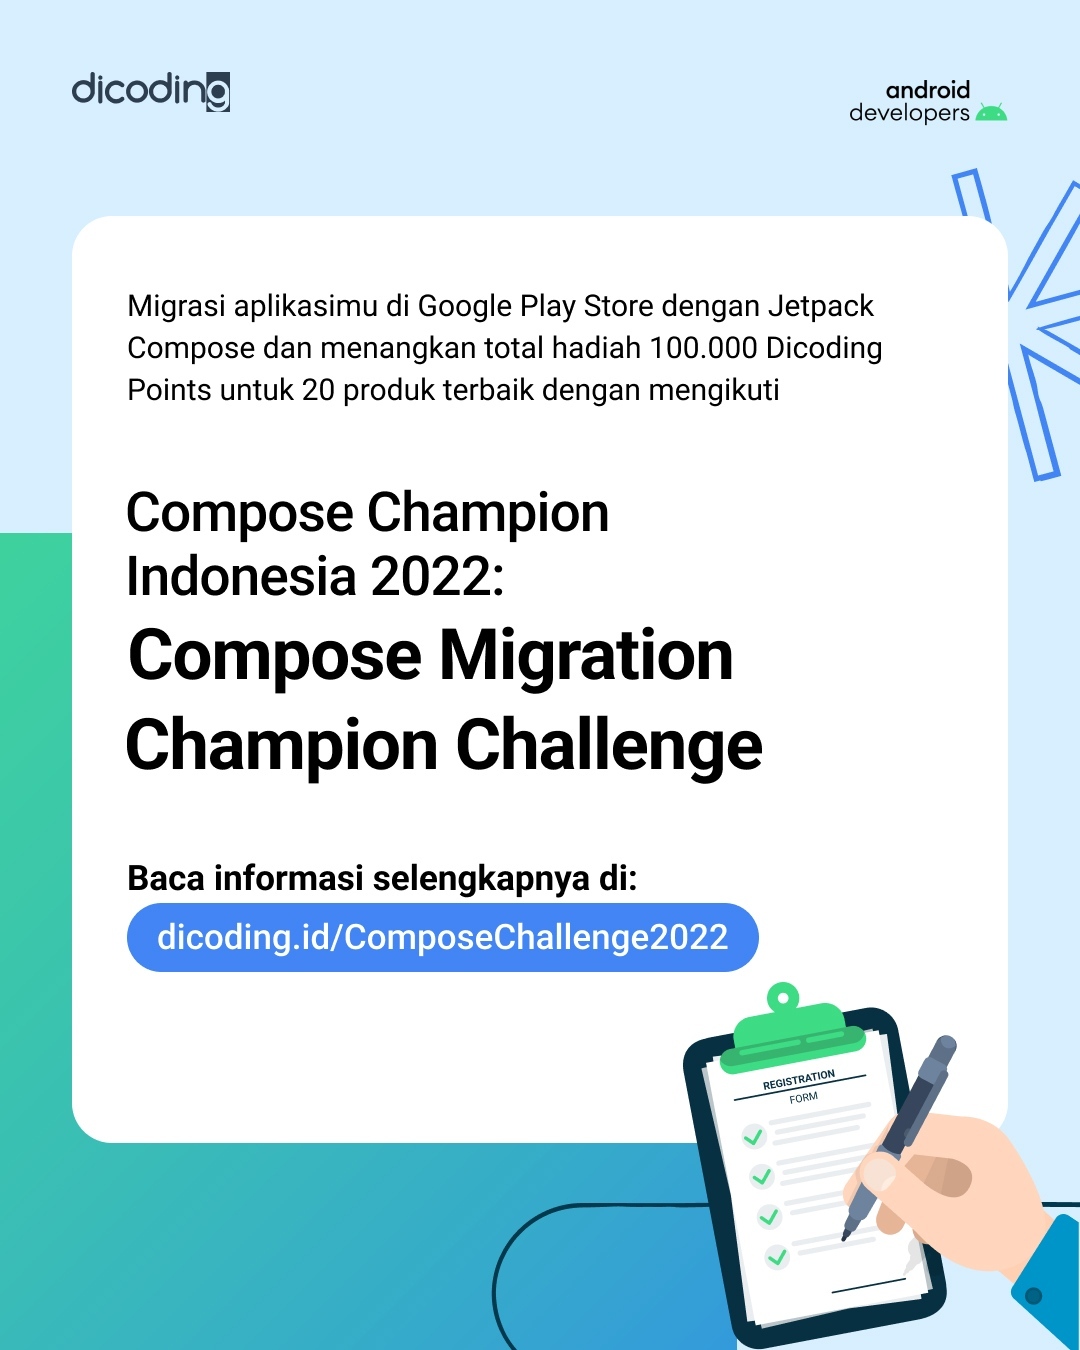 dicoding
android
developers
Migrasi aplikasimu di Google Play Store dengan Jetpack
Compose dan menangkan total hadiah 100.000 Dicoding
Points untuk 20 produk terbaik dengan mengikuti
Compose Champion
Indonesia 2022:
Compose Migration
Champion Challenge
Baca informasi selengkapnya di:
dicoding.id/ComposeChallenge2022
REGISTRATION
FORM